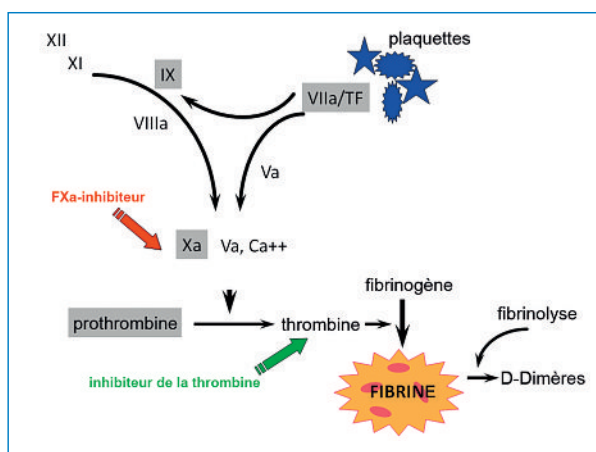 XII
XI
IX
plaquettes
VIIa/TF
VIIIa
Va
FXa-inhibiteur
Xa Va, Ca++
fibrinogène
prothrombine
thrombine
fibrinolyse
inhibiteur de la thrombine
FIBRINE
D-Dimères